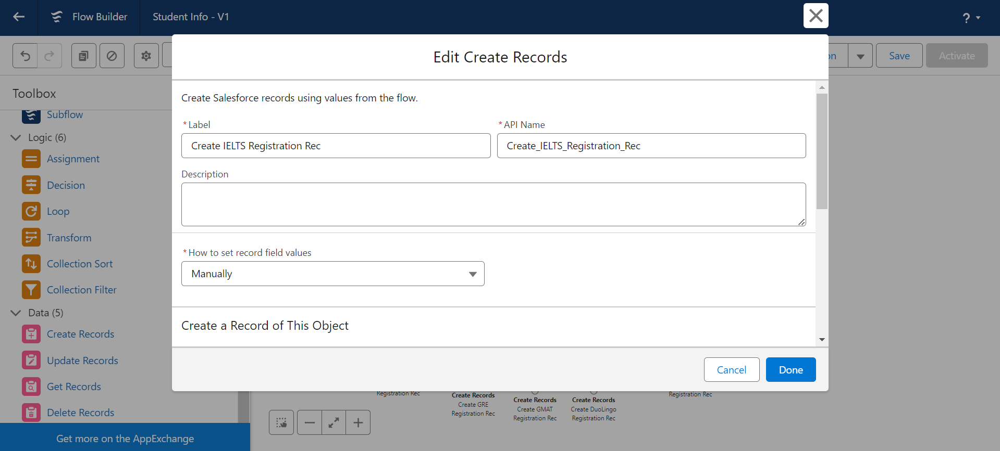 Flow Builder
Student Info - V1
?
on
Save
Activate
Toolbox
Subflow
Logic (6)
Assignment
Decision
Loop
Transform
Collection Sort
Collection Filter
Data (5)
Create Records
Update Records
Get Records
Delete Records
Get more on the AppExchange
Edit Create Records
Create Salesforce records using values from the flow.
*Label
Create IELTS Registration Rec
*API Name
Create_IELTS_Registration_Rec
Description
*How to set record field values
Manually
Create a Record of This Object
Cancel
Done
Registration Rec
Create Records
Create GRE
Registration Rec
Create Records
Create GMAT
Registration Rec
Create Records
Create DuoLingo
Registration Rec
Registration Rec